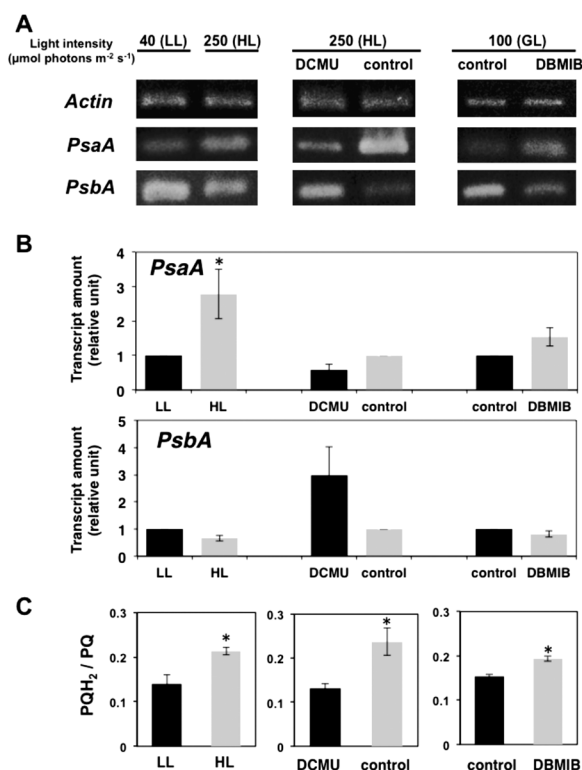 A
Light intensity
(μmol photons m-2 s-1)
40 (LL) 250 (HL) 250 (HL) 100 (GL)
DCMU control control DBMIB
Actin
PsaA
PsbA
B
Transcript amount
(relative unit)
4
3
2
1
0
PsaA
*
LL HL DCMU control control DBMIB
Transcript amount
(relative unit)
5
4
3
2
1
0
PsbA
LL HL DCMU control control DBMIB
C
PQH2 / PQ
0.3
0.2
0.1
0
*
LL HL
0.3
0.2
0.1
0
*
DCMU control
0.3
0.2
0.1
0
*
control DBMIB